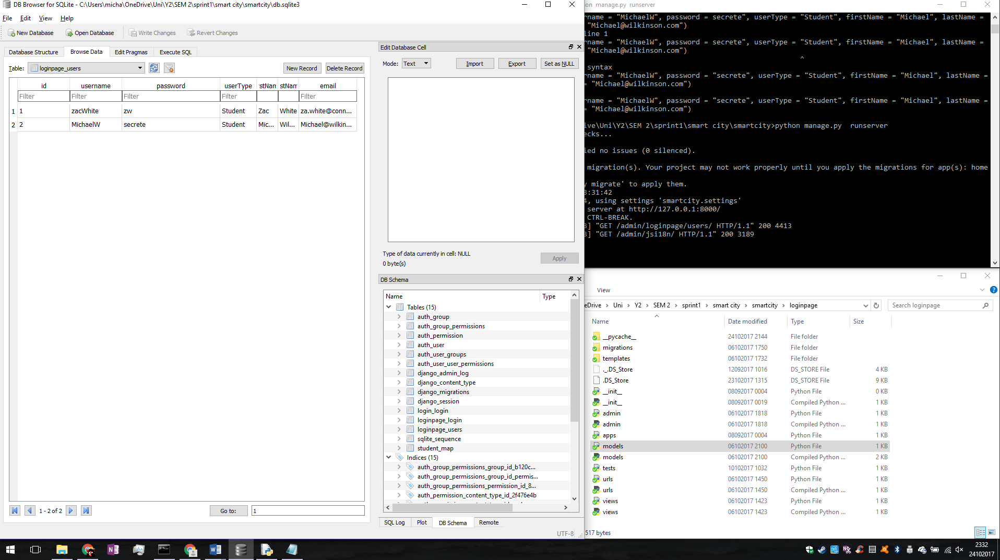 DB Browser for SQLite - C:\Users\micha\OneDrive\Uni\Y2\SEM 2\sprint1\smart city\smartcity\db.sqlite3
File Edit View Help
New Database Open Database Write Changes Revert Changes
Database Structure Browse Data Edit Pragmas Execute SQL
Table: loginpage_users New Record Delete Record
id username password userType stNam stNam email
Filter Filter Filter Filter Filter
1 1 zacWhite zw Student Zac White za.white@conn...
2 2 MichaelW secrete Student Mic... Wil... Michael@wilkin...
1 - 2 of 2 Go to: 1
Edit Database Cell
Mode: Text Import Export Set as NULL
Type of data currently in cell: NULL
0 byte(s)
Apply
DB Schema
Name Type
Tables (15)
auth_group
auth_group_permissions
auth_permission
auth_user
auth_user_groups
auth_user_user_permissions
django_admin_log
django_content_type
django_migrations
django_session
login_login
loginpage_login
loginpage_users
sqlite_sequence
student_map
Indices (15)
auth_group_permissions_group_id_b120c...
auth_group_permissions_group_id_permis...
auth_group_permissions_permission_id_8...
auth_permission_content_type_id_2f476e4b
SQL Log Plot DB Schema Remote
UTF-8
on manage.py runserver
rname = "MichaelW", password = secrete", userType = "Student", firstName = "Michael", lastName =
"Michael@wilkinson.com")
line 1
rname = "MichaelW", password = secrete", userType = "Student", firstName = "Michael", lastName =
"Michael@wilkinson.com")
^
syntax
rname = "MichaelW", password = "secrete", userType = "Student", firstName = "Michael", lastName =
= "Michael@wilkinson.com")
rname = "MichaelW", password = "secrete", userType = "Student", firstName = "Michael", lastName =
= "Michael@wilkinson.com")
ive\Uni\Y2\SEM 2\sprint1\smart city\smartcity>python manage.py runserver
ecks...
ied no issues (0 silenced).
migration(s). Your project may not work properly until you apply the migrations for app(s): home
y migrate' to apply them.
3:31:42
4, using settings 'smartcity.settings'
server at http://127.0.0.1:8000/
CTRL-BREAK.
3] "GET /admin/loginpage/users/ HTTP/1.1" 200 4413
3] "GET /admin/jsi18n/ HTTP/1.1" 200 3189
View
eDrive > Uni > Y2 > SEM 2 > sprint1 > smart city > smartcity > loginpage Search loginpage
Name Date modified Type Size
__pycache__ 24102017 2144 File folder
migrations 06102017 1750 File folder
templates 06102017 1732 File folder
._.DS_Store 12092017 1016 DS_STORE File 4 KB
.DS_Store 23102017 1315 DS_STORE File 9 KB
__init__ 08092017 0004 Python File 0 KB
__init__ 08092017 0019 Compiled Python ... 1 KB
admin 06102017 1818 Python File 1 KB
admin 06102017 1818 Compiled Python ... 1 KB
apps 08092017 0004 Python File 1 KB
models 06102017 2100 Python File 1 KB
models 06102017 2100 Compiled Python ... 2 KB
tests 10102017 1032 Python File 1 KB
urls 06102017 1450 Python File 1 KB
urls 06102017 1450 Compiled Python ... 1 KB
views 06102017 1423 Python File 1 KB
views 06102017 1423 Compiled Python ... 1 KB
517 bytes
2332
24102017